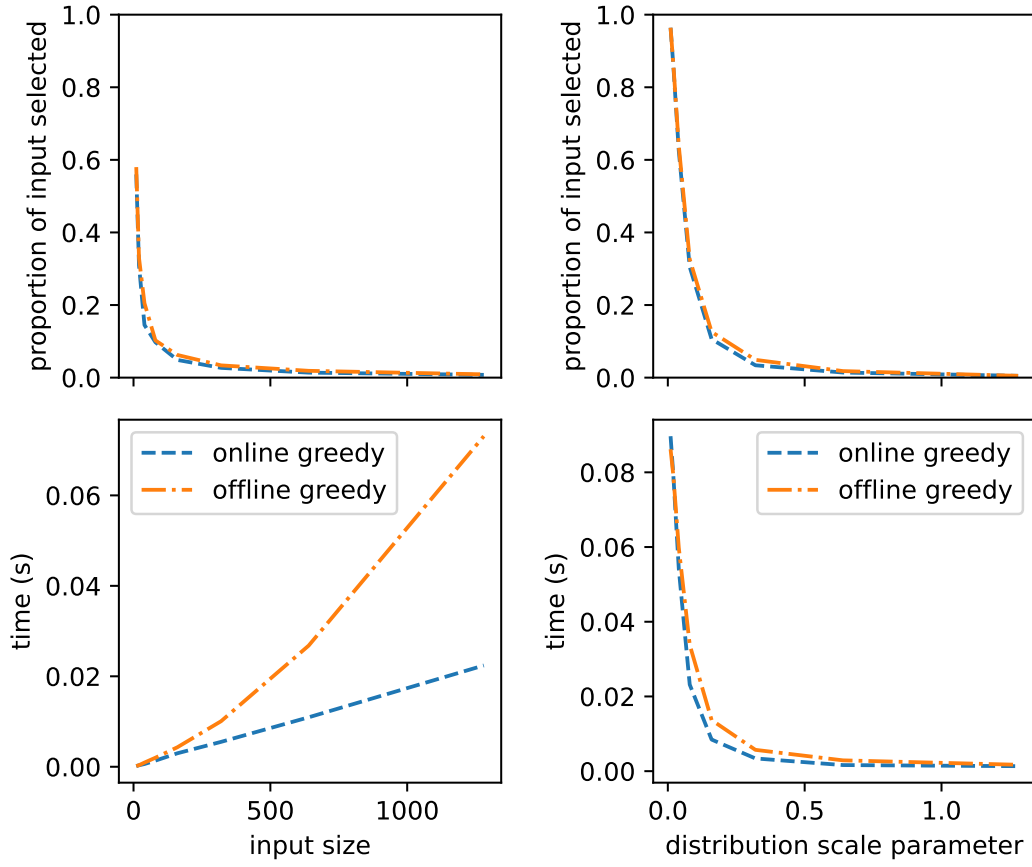 proportion of input selected
1.0
0.8
0.6
0.4
0.2
0.0
proportion of input selected
1.0
0.8
0.6
0.4
0.2
0.0
time (s)
0.06
0.04
0.02
0.00
online greedy
offline greedy
0
500
1000
input size
time (s)
0.08
0.06
0.04
0.02
0.00
online greedy
offline greedy
0.0
0.5
1.0
distribution scale parameter